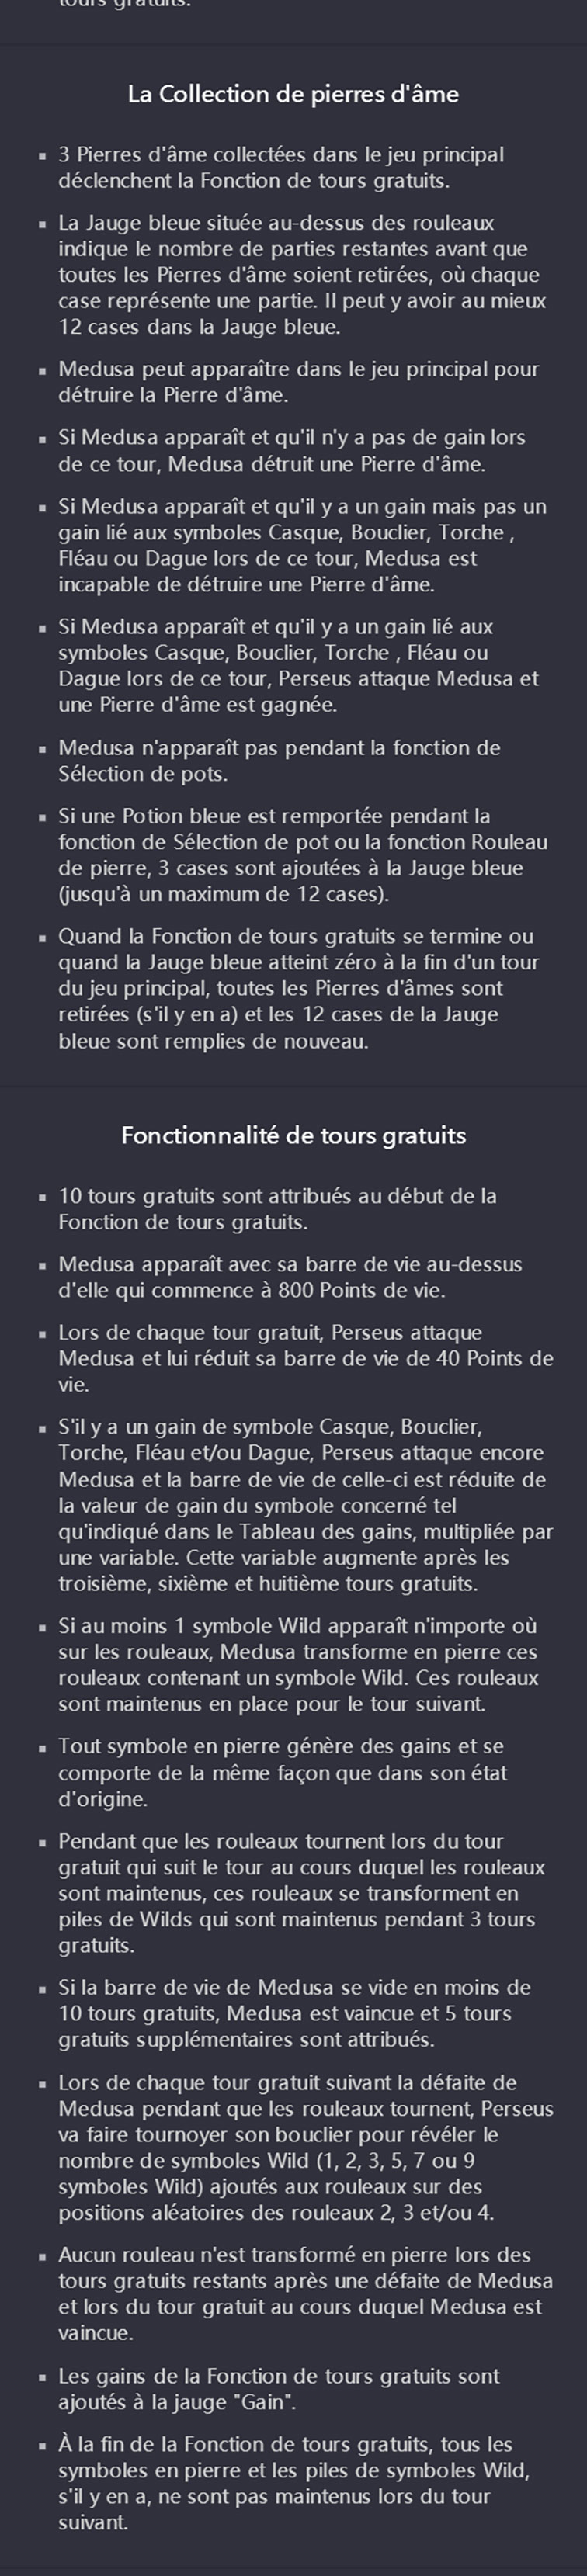 tours gratuits.
La Collection de pierres d'âme
▪ 3 Pierres d'âme collectées dans le jeu principal
déclenchent la Fonction de tours gratuits.
▪ La Jauge bleue située au-dessus des rouleaux
indique le nombre de parties restantes avant que
toutes les Pierres d'âme soient retirées, où chaque
case représente une partie. Il peut y avoir au mieux
12 cases dans la Jauge bleue.
▪ Medusa peut apparaître dans le jeu principal pour
détruire la Pierre d'âme.
▪ Si Medusa apparaît et qu'il n'y a pas de gain lors
de ce tour, Medusa détruit une Pierre d'âme.
▪ Si Medusa apparaît et qu'il y a un gain mais pas un
gain lié aux symboles Casque, Bouclier, Torche ,
Fléau ou Dague lors de ce tour, Medusa est
incapable de détruire une Pierre d'âme.
▪ Si Medusa apparaît et qu'il y a un gain lié aux
symboles Casque, Bouclier, Torche , Fléau ou
Dague lors de ce tour, Perseus attaque Medusa et
une Pierre d'âme est gagnée.
▪ Medusa n'apparaît pas pendant la fonction de
Sélection de pots.
▪ Si une Potion bleue est remportée pendant la
fonction de Sélection de pot ou la fonction Rouleau
de pierre, 3 cases sont ajoutées à la Jauge bleue
(jusqu'à un maximum de 12 cases).
▪ Quand la Fonction de tours gratuits se termine ou
quand la Jauge bleue atteint zéro à la fin d'un tour
du jeu principal, toutes les Pierres d'âmes sont
retirées (s'il y en a) et les 12 cases de la Jauge
bleue sont remplies de nouveau.
Fonctionnalité de tours gratuits
▪ 10 tours gratuits sont attribués au début de la
Fonction de tours gratuits.
▪ Medusa apparaît avec sa barre de vie au-dessus
d'elle qui commence à 800 Points de vie.
▪ Lors de chaque tour gratuit, Perseus attaque
Medusa et lui réduit sa barre de vie de 40 Points de
vie.
▪ S'il y a un gain de symbole Casque, Bouclier,
Torche, Fléau et/ou Dague, Perseus attaque encore
Medusa et la barre de vie de celle-ci est réduite de
la valeur de gain du symbole concerné tel
qu'indiqué dans le Tableau des gains, multipliée par
une variable. Cette variable augmente après les
troisième, sixième et huitième tours gratuits.
▪ Si au moins 1 symbole Wild apparaît n'importe où
sur les rouleaux, Medusa transforme en pierre ces
rouleaux contenant un symbole Wild. Ces rouleaux
sont maintenus en place pour le tour suivant.
▪ Tout symbole en pierre génère des gains et se
comporte de la même façon que dans son état
d'origine.
▪ Pendant que les rouleaux tournent lors du tour
gratuit qui suit le tour au cours duquel les rouleaux
sont maintenus, ces rouleaux se transforment en
piles de Wilds qui sont maintenus pendant 3 tours
gratuits.
▪ Si la barre de vie de Medusa se vide en moins de
10 tours gratuits, Medusa est vaincue et 5 tours
gratuits supplémentaires sont attribués.
▪ Lors de chaque tour gratuit suivant la défaite de
Medusa pendant que les rouleaux tournent, Perseus
va faire tournoyer son bouclier pour révéler le
nombre de symboles Wild (1, 2, 3, 5, 7 ou 9
symboles Wild) ajoutés aux rouleaux sur des
positions aléatoires des rouleaux 2, 3 et/ou 4.
▪ Aucun rouleau n'est transformé en pierre lors des
tours gratuits restants après une défaite de Medusa
et lors du tour gratuit au cours duquel Medusa est
vaincue.
▪ Les gains de la Fonction de tours gratuits sont
ajoutés à la jauge "Gain".
▪ À la fin de la Fonction de tours gratuits, tous les
symboles en pierre et les piles de symboles Wild,
s'il y en a, ne sont pas maintenus lors du tour
suivant.